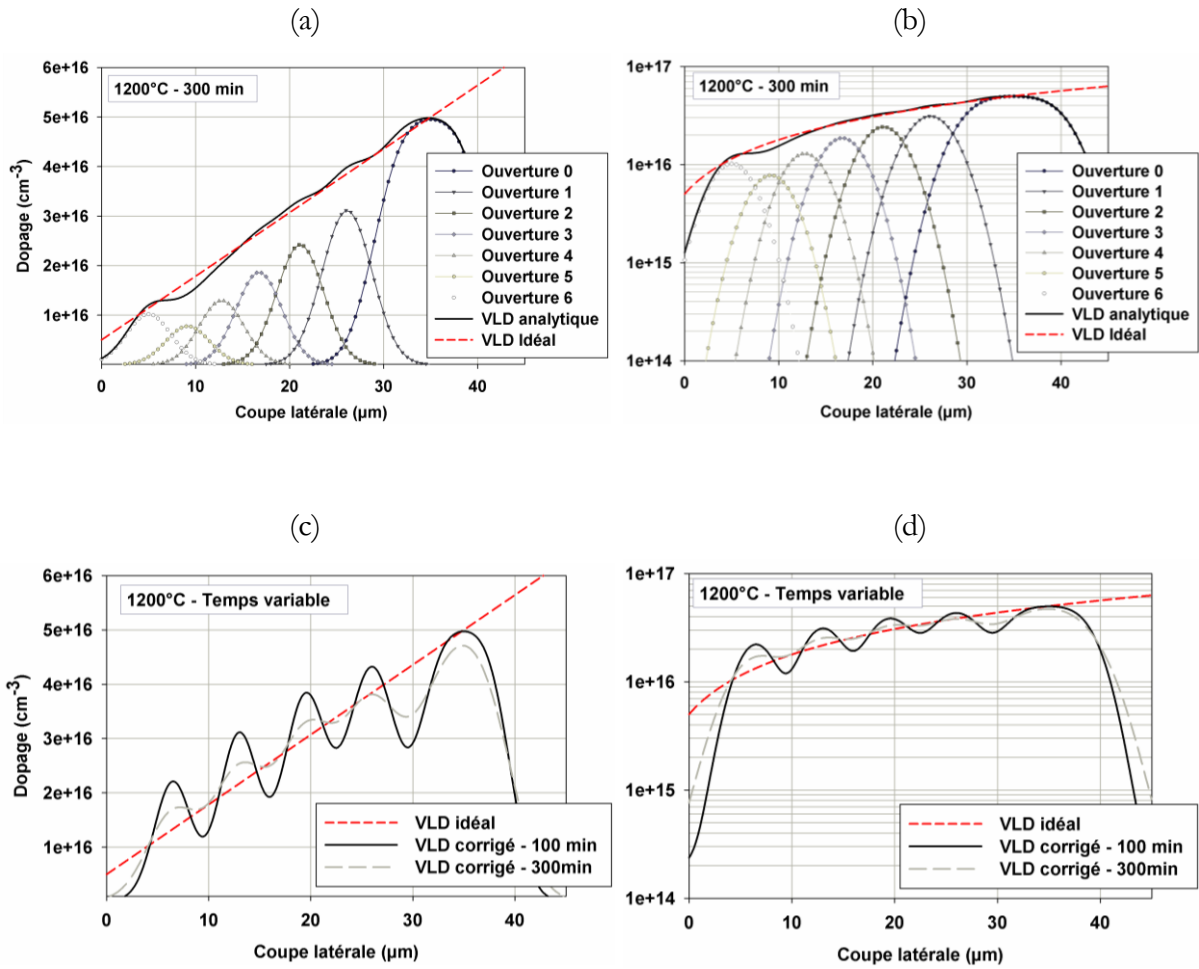 (a)
6e+16
1200°C - 300 min
5e+16
4e+16
3e+16
2e+16
1e+16
Dopage (cm-3)
Ouverture 0
Ouverture 1
Ouverture 2
Ouverture 3
Ouverture 4
Ouverture 5
Ouverture 6
VLD analytique
VLD Idéal
0 10 20 30 40
Coupe latérale (µm)
(b)
1e+17
1200°C - 300 min
1e+16
1e+15
1e+14
Ouverture 0
Ouverture 1
Ouverture 2
Ouverture 3
Ouverture 4
Ouverture 5
Ouverture 6
VLD analytique
VLD Idéal
0 10 20 30 40
Coupe latérale (µm)
(c)
6e+16
1200°C - Temps variable
5e+16
4e+16
3e+16
2e+16
1e+16
Dopage (cm-3)
VLD idéal
VLD corrigé - 100 min
VLD corrigé - 300min
0 10 20 30 40
Coupe latérale (µm)
(d)
1e+17
1200°C - Temps variable
1e+16
1e+15
1e+14
VLD idéal
VLD corrigé - 100 min
VLD corrigé - 300min
0 10 20 30 40
Coupe latérale (µm)